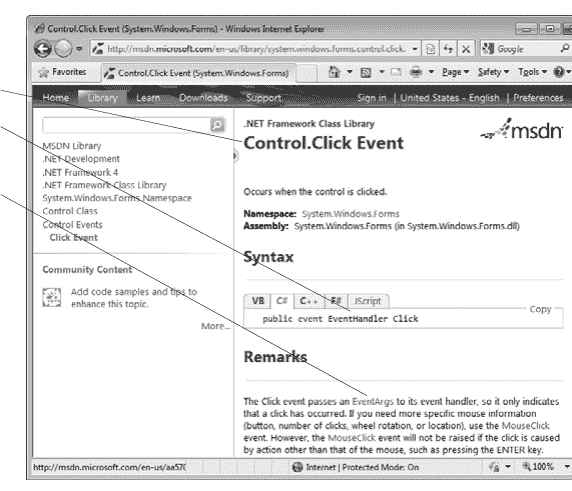 Control.Click Event (System.Windows.Forms) - Windows Internet Explorer
http://msdn.microsoft.com/en-us/library/system.windows.forms.control.click.
Google
Favorites
Control.Click Event (System.Windows.Forms)
Page
Safety
Tools
Home Library Learn Downloads Support Sign in | United States - English | Preferences
MSDN Library
.NET Development
.NET Framework 4
.NET Framework Class Library
System.Windows.Forms Namespace
Control Class
Control Events
Click Event
Community Content
Add code samples and tips to
enhance this topic.
More...
.NET Framework Class Library
msdn
Control.Click Event
Occurs when the control is clicked.
Namespace: System.Windows.Forms
Assembly: System.Windows.Forms (in System.Windows.Forms.dll)
Syntax
VB C# C++ F# JScript
Copy
public event EventHandler Click
Remarks
The Click event passes an EventArgs to its event handler, so it only indicates
that a click has occurred. If you need more specific mouse information
(button, number of clicks, wheel rotation, or location), use the MouseClick
event. However, the MouseClick event will not be raised if the click is caused
by action other than that of the mouse, such as pressing the ENTER key.
http://msdn.microsoft.com/en-us/aa570
Internet | Protected Mode: On
100%